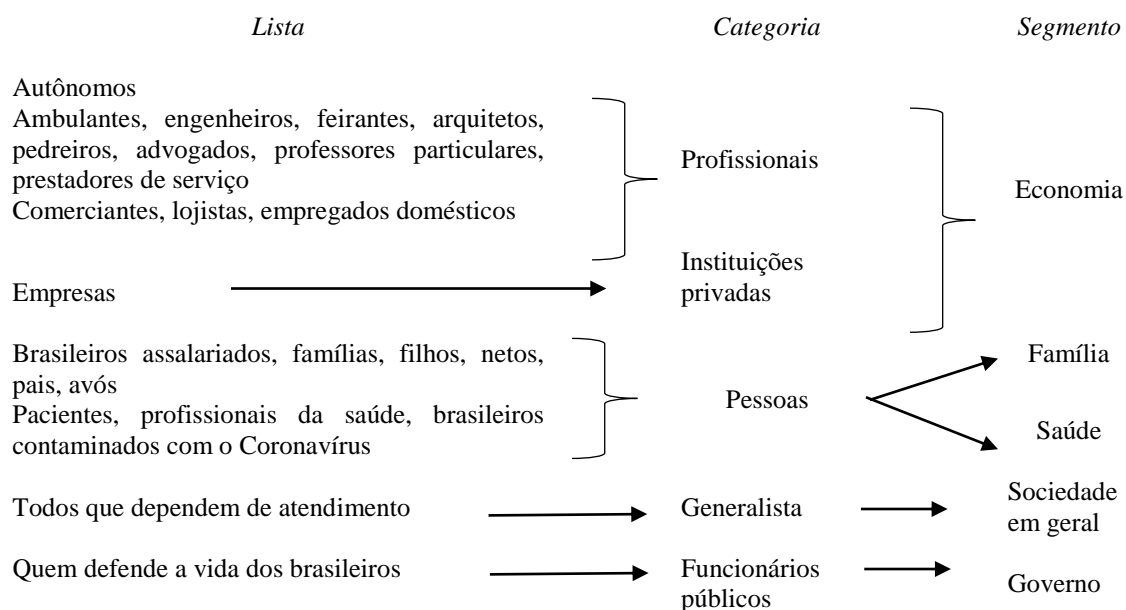 Lista Categoria Segmento
Autônomos
Ambulantes, engenheiros, feirantes, arquitetos,
pedreiros, advogados, professores particulares,
prestadores de serviço
Comerciantes, lojistas, empregados domésticos
Profissionais
Economia
Empresas
Instituições
privadas
Brasileiros assalariados, famílias, filhos, netos,
pais, avós
Pacientes, profissionais da saúde, brasileiros
contaminados com o Coronavírus
Pessoas
Família
Saúde
Todos que dependem de atendimento
Generalista
Sociedade
em geral
Quem defende a vida dos brasileiros
Funcionários
públicos
Governo